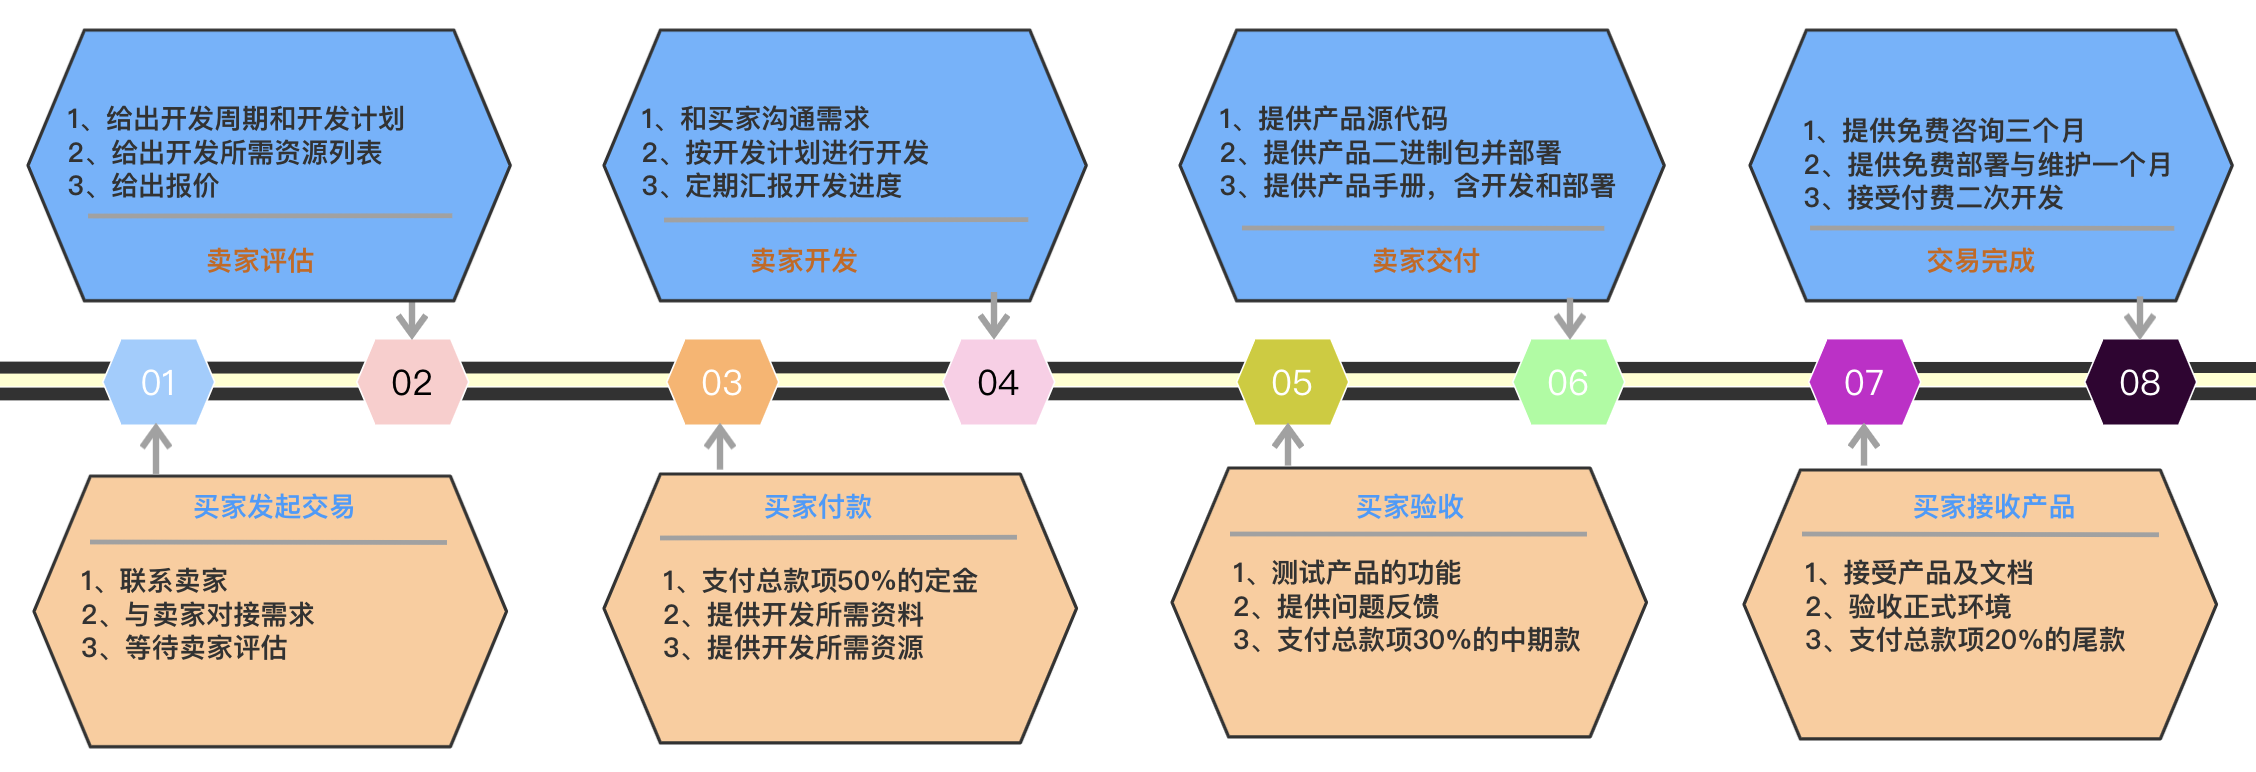 1、给出开发周期和开发计划
2、给出开发所需资源列表
3、给出报价
卖家评估
1、和买家沟通需求
2、按开发计划进行开发
3、定期汇报开发进度
卖家开发
1、提供产品源代码
2、提供产品二进制包并部署
3、提供产品手册，含开发和部署
卖家交付
1、提供免费咨询三个月
2、提供免费部署与维护一个月
3、接受付费二次开发
交易完成
01
02
03
04
05
06
07
08
买家发起交易
1、联系卖家
2、与卖家对接需求
3、等待卖家评估
买家付款
1、支付总款项50%的定金
2、提供开发所需资料
3、提供开发所需资源
买家验收
1、测试产品的功能
2、提供问题反馈
3、支付总款项30%的中期款
买家接收产品
1、接受产品及文档
2、验收正式环境
3、支付总款项20%的尾款